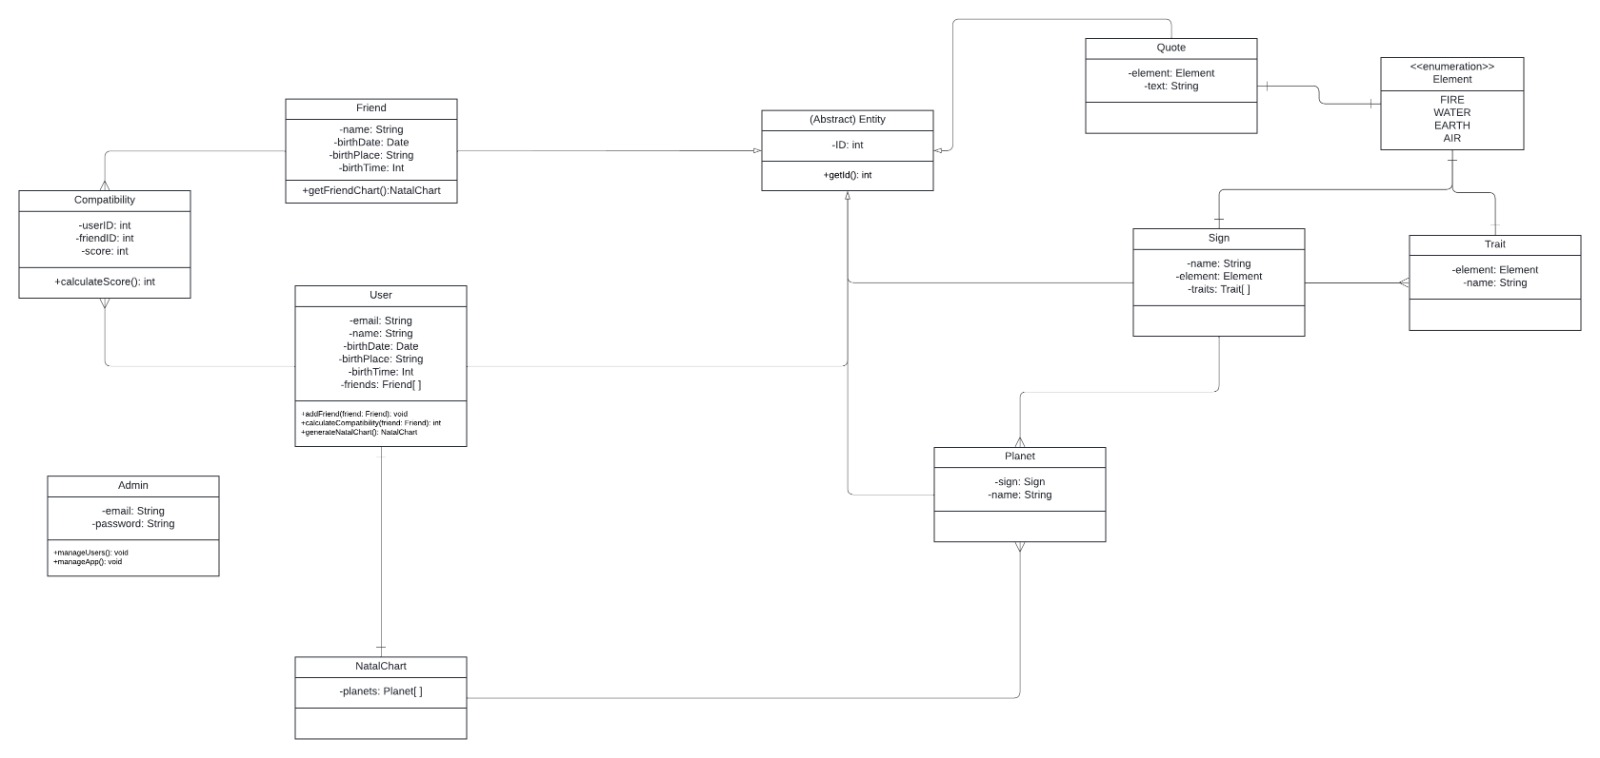 Quote
-element: Element
-text: String
<<enumeration>>
Element
FIRE
WATER
EARTH
AIR
Friend
-name: String
-birthDate: Date
-birthPlace: String
-birthTime: Int
+getFriendChart():NatalChart
(Abstract) Entity
-ID: int
+getId(): int
Compatibility
-userID: int
-friendID: int
-score: int
+calculateScore(): int
Sign
-name: String
-element: Element
-traits: Trait[ ]
Trait
-element: Element
-name: String
User
-email: String
-name: String
-birthDate: Date
-birthPlace: String
-birthTime: Int
-friends: Friend[ ]
+addFriend(friend: Friend): void
+calculateCompatibility(friend: Friend): int
+generateNatalChart(): NatalChart
Planet
-sign: Sign
-name: String
Admin
-email: String
-password: String
+manageUsers(): void
+manageApp(): void
NatalChart
-planets: Planet[ ]